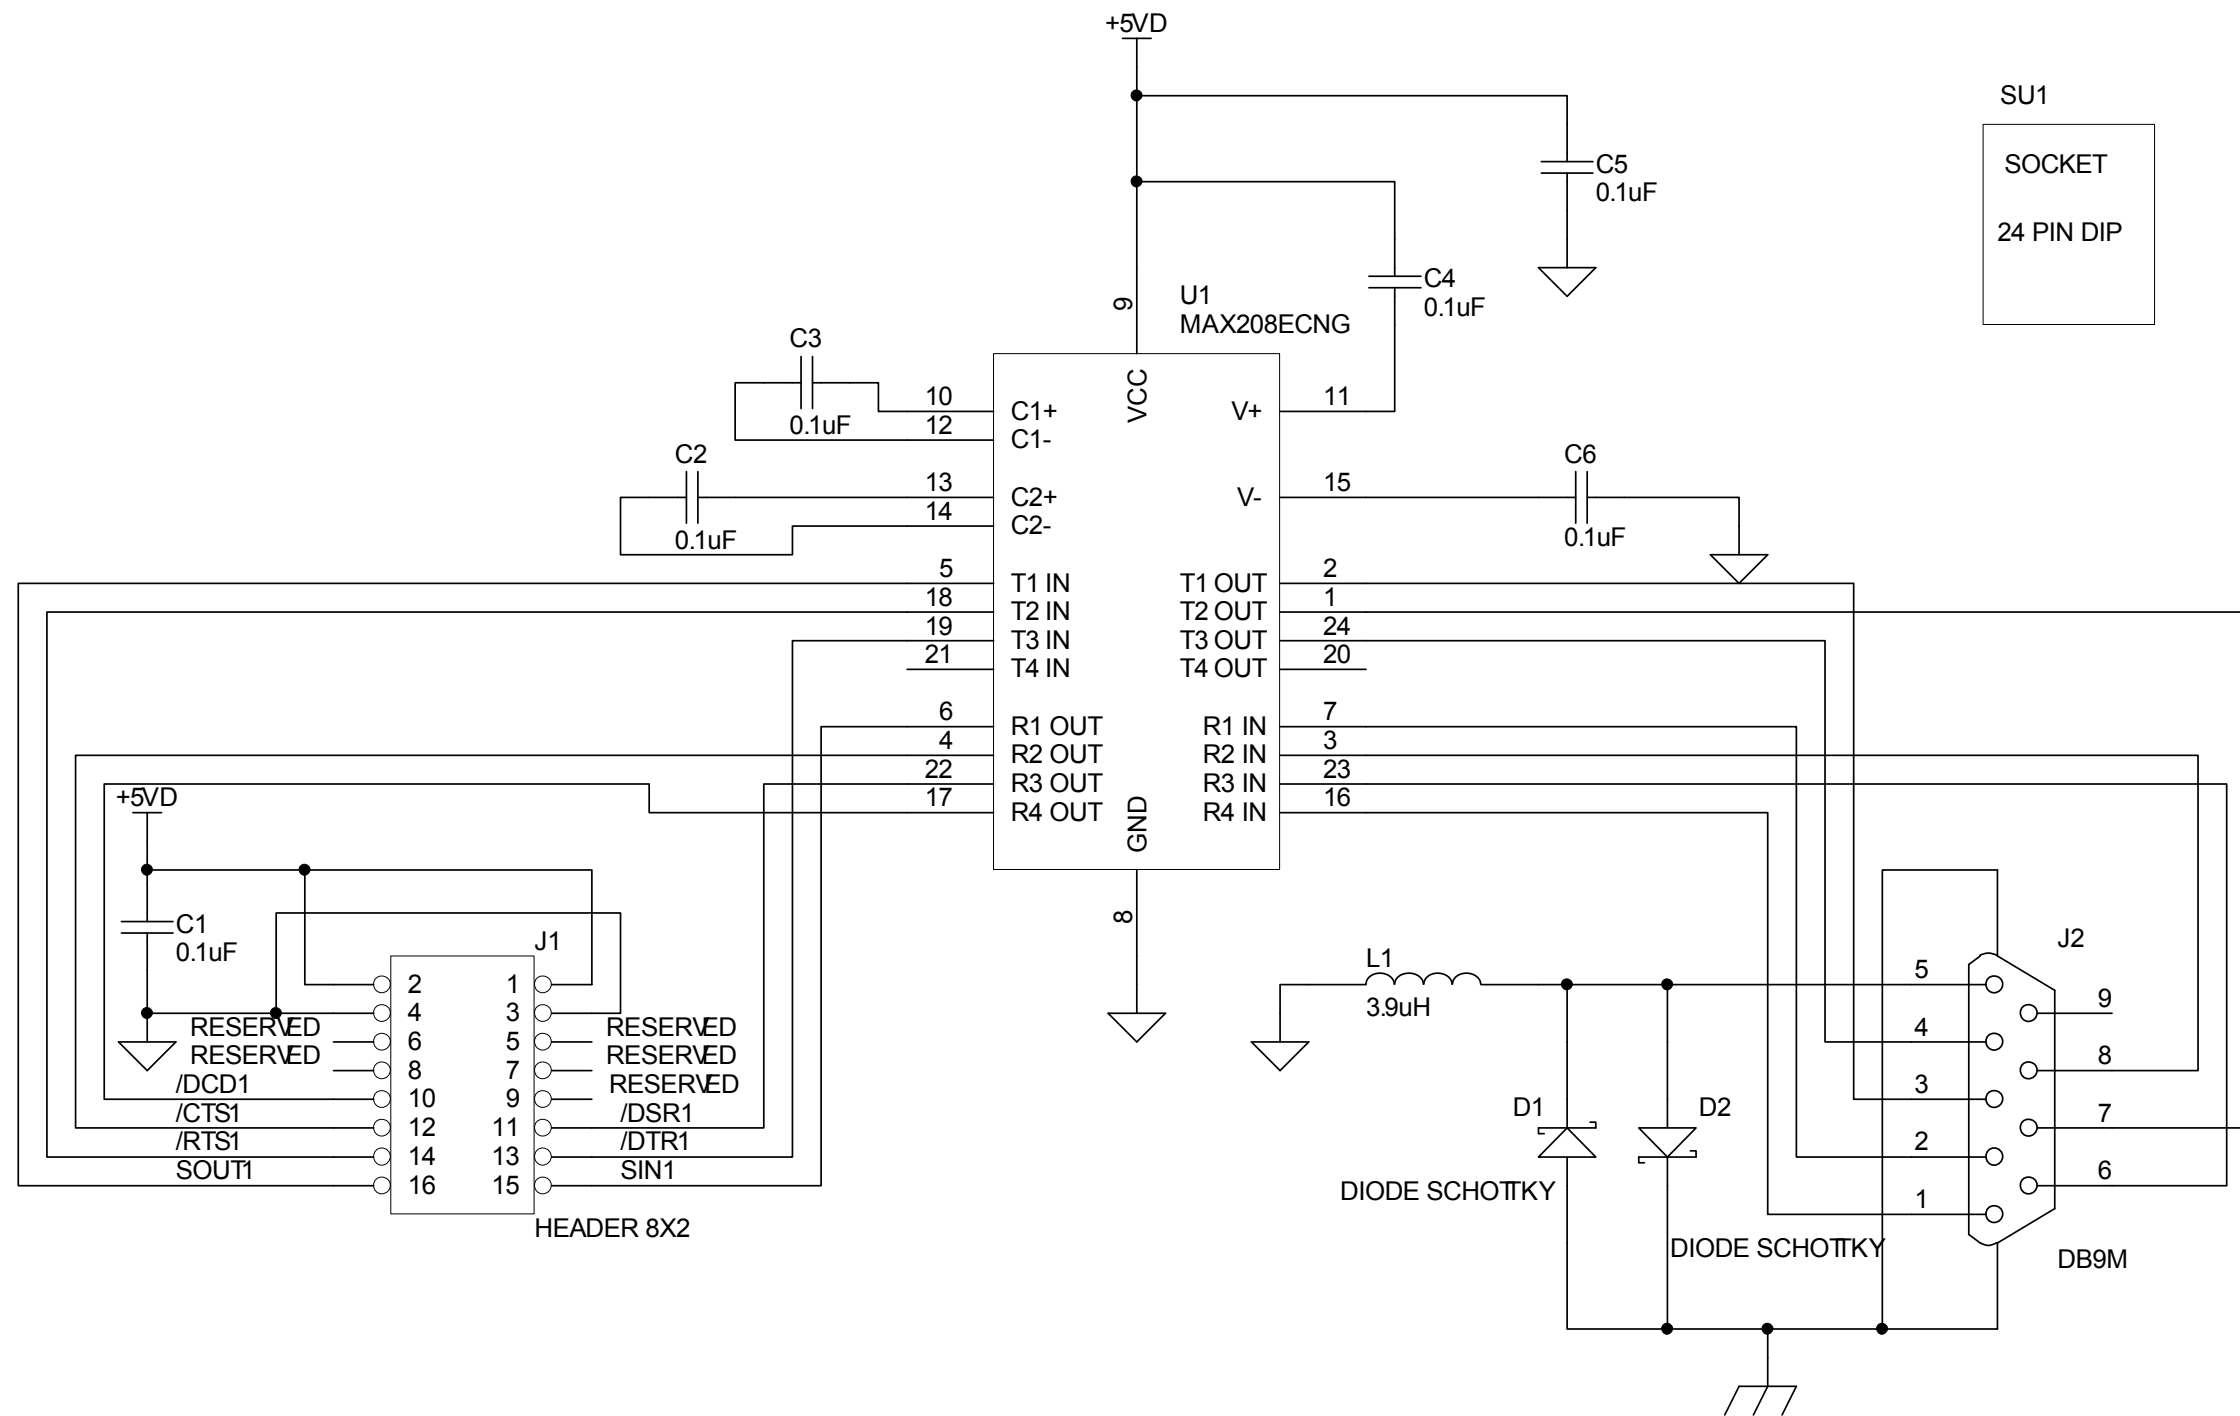 +5VD
SU1
SOCKET
24 PIN DIP
C5
0.1uF
C4
0.1uF
U1
MAX208ECNG
9
VCC
C3
0.1uF
10
C1+
12
C1-
V+
11
C2
0.1uF
13
C2+
14
C2-
V-
15
C6
0.1uF
5
T1 IN
T1 OUT
2
18
T2 IN
T2 OUT
1
19
T3 IN
T3 OUT
24
21
T4 IN
T4 OUT
20
6
R1 OUT
R1 IN
7
4
R2 OUT
R2 IN
3
22
R3 OUT
R3 IN
23
17
R4 OUT
R4 IN
16
GND
8
+5VD
C1
0.1uF
J1
2
1
4
3
RESERVED
6
5
RESERVED
RESERVED
8
7
RESERVED
/DCD1
10
9
RESERVED
/CTS1
12
11
/DSR1
/RTS1
14
13
/DTR1
SOUT1
16
15
SIN1
HEADER 8X2
L1
3.9uH
D1
DIODE SCHOTTKY
D2
DIODE SCHOTTKY
J2
5
9
4
8
3
7
2
6
1
DB9M